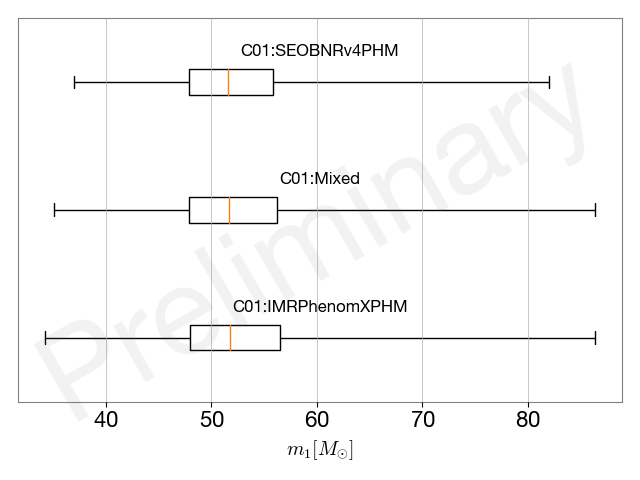 C01:SEOBNRv4PHM
C01:Mixed
C01:IMRPhenomXPHM
Preliminary
40 50 60 70 80
m₁[M☉]